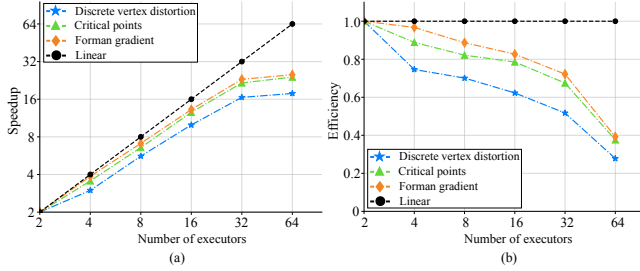 Discrete vertex distortion
Critical points
Forman gradient
Linear
64
32
16
8
4
2
Speedup
2
4
8
16
32
64
Number of executors
(a)
1.0
0.8
0.6
0.4
0.2
0
Efficiency
Discrete vertex distortion
Critical points
Forman gradient
Linear
2
4
8
16
32
64
Number of executors
(b)